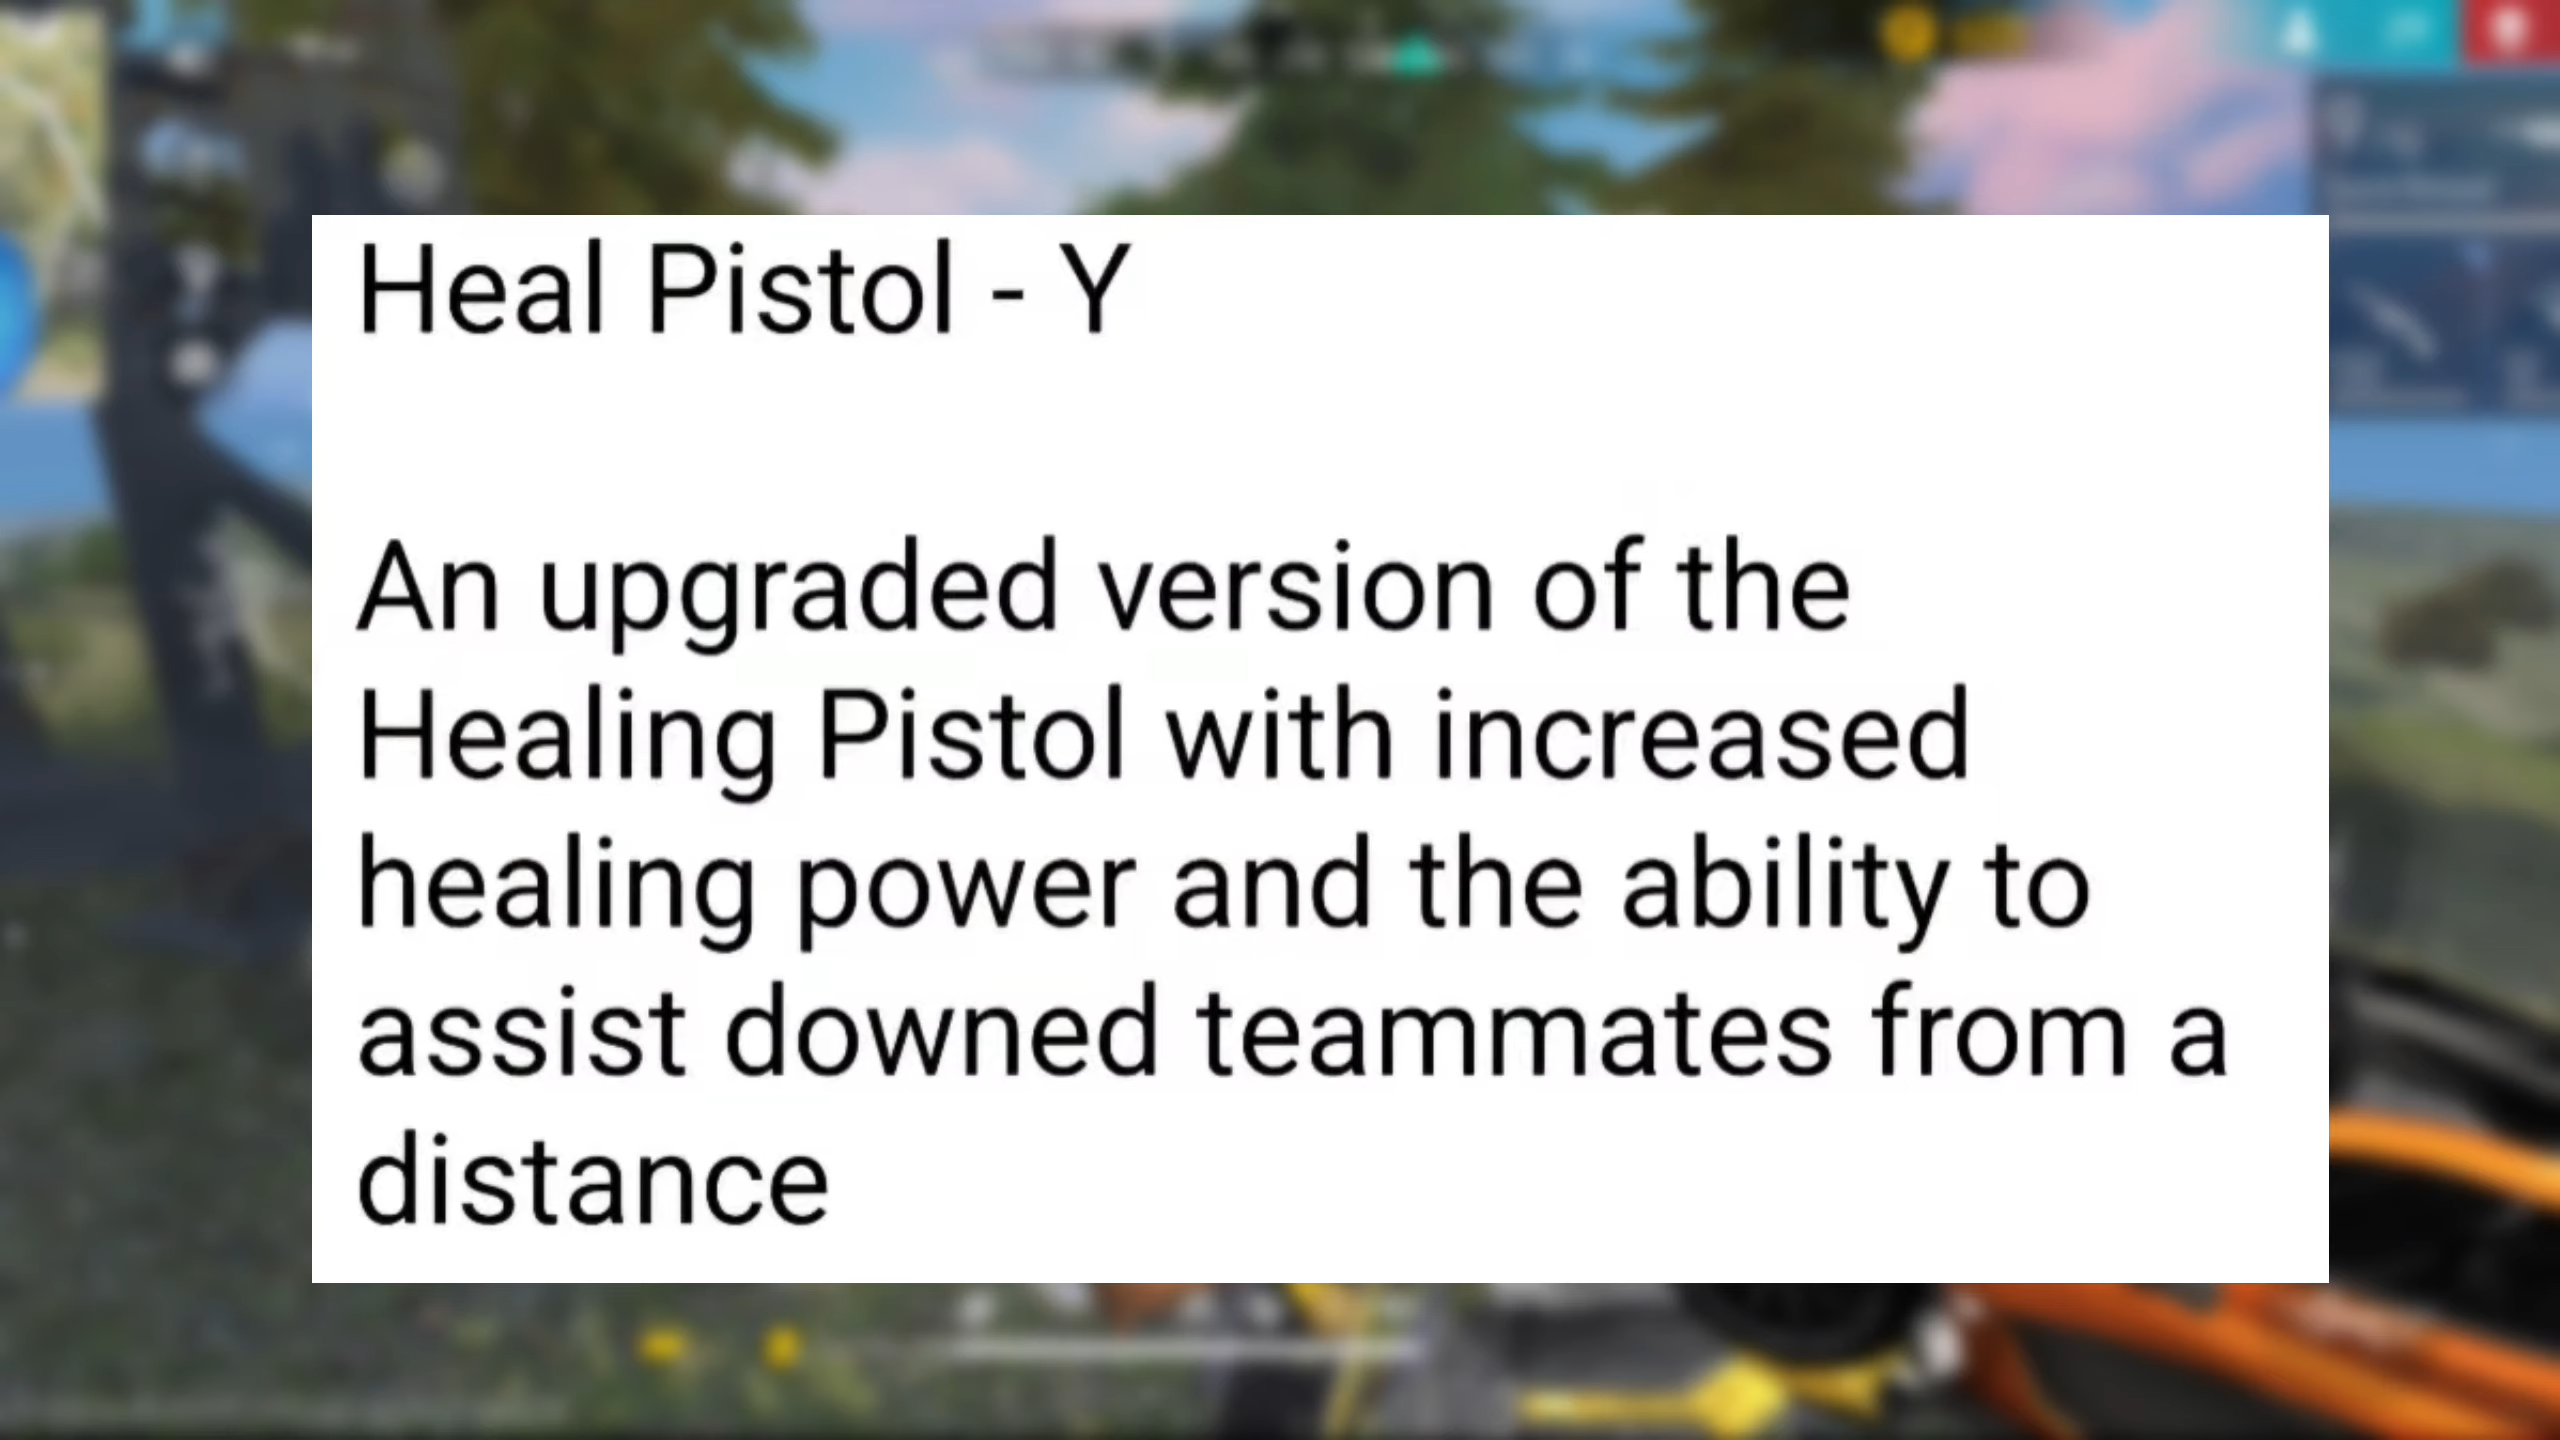 Heal Pistol - Y
An upgraded version of the
Healing Pistol with increased
healing power and the ability to
assist downed teammates from a
distance